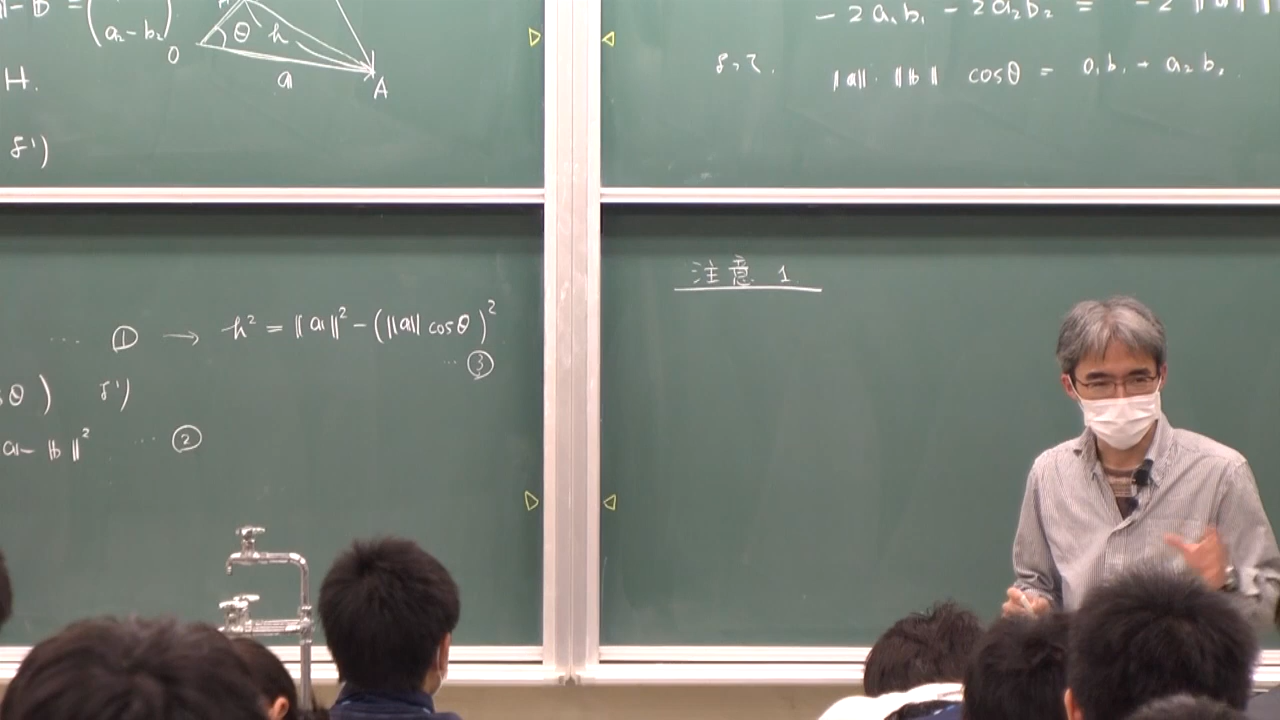 (a₂-b₂)
θ h
O
a
A
H.
より)
-2a₁b₁ - 2a₂b₂ = -2
よって.
‖a‖・‖b‖ cosθ = a₁b₁ + a₂b₂.
… ① → h² = ‖a‖² - (‖a‖ cosθ)²
… ③
θ) より
a - b‖² … ②
注意 1